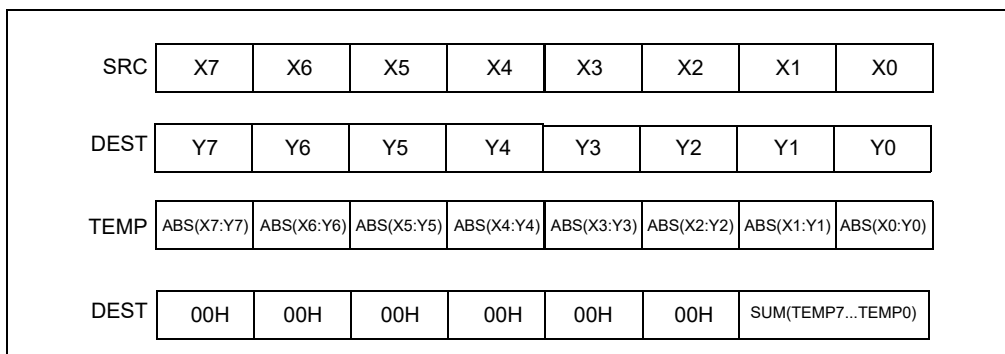 SRC X7 X6 X5 X4 X3 X2 X1 X0
DEST Y7 Y6 Y5 Y4 Y3 Y2 Y1 Y0
TEMP ABS(X7:Y7) ABS(X6:Y6) ABS(X5:Y5) ABS(X4:Y4) ABS(X3:Y3) ABS(X2:Y2) ABS(X1:Y1) ABS(X0:Y0)
DEST 00H 00H 00H 00H 00H 00H SUM(TEMP7...TEMP0)